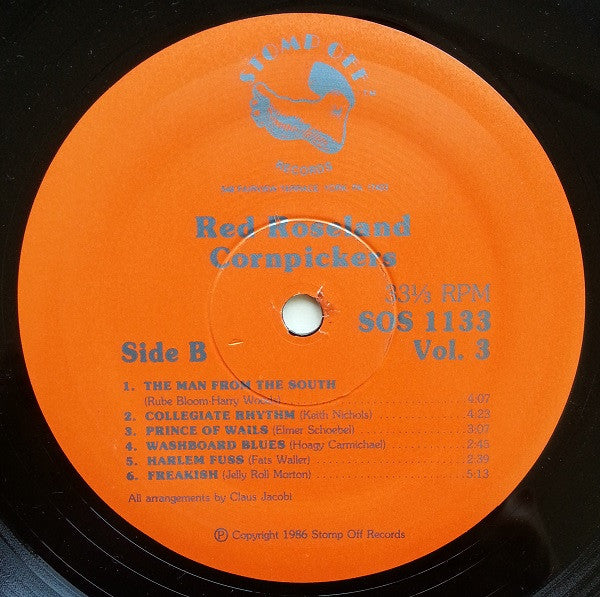 STOMP OFF
RECORDS
Red Roseland
Cornpickers
33⅓ RPM
SOS 1133
Side B
Vol. 3
1. THE MAN FROM THE SOUTH
(Rube Bloom-Harry Woods) 4:07
2. COLLEGIATE RHYTHM (Keith Nichols) 4:23
3. PRINCE OF WAILS (Elmer Schoebel) 3:07
4. WASHBOARD BLUES (Hoagy Carmichael) 2:45
5. HARLEM FUSS (Fats Waller) 2:39
6. FREAKISH (Jelly Roll Morton) 5:13
All arrangements by Claus Jacobi
Ⓟ Copyright 1986 Stomp Off Records